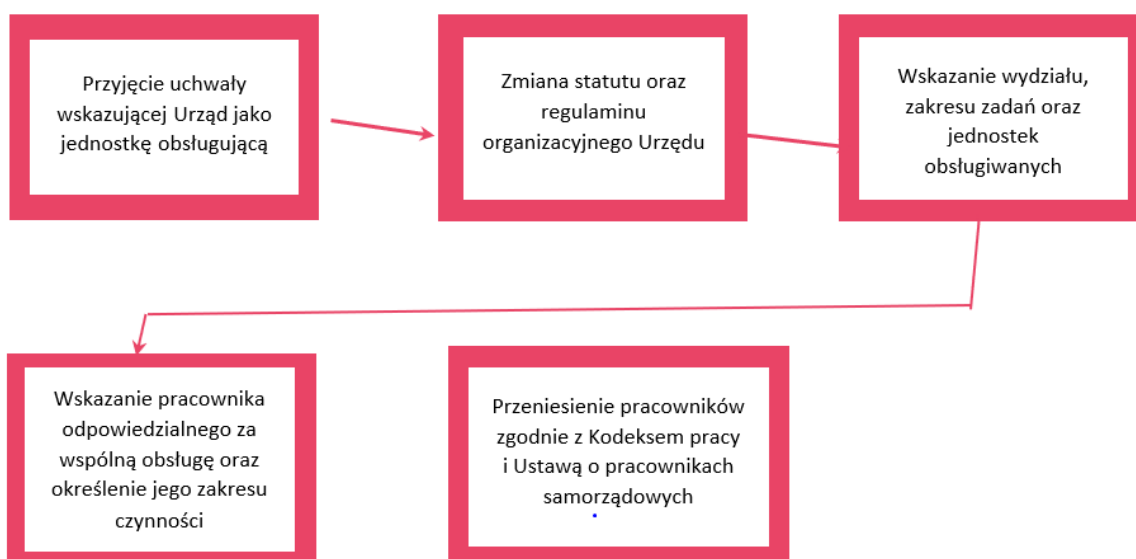 Przyjęcie uchwały
wskazującej Urząd jako
jednostkę obsługującą
Zmiana statutu oraz
regulaminu
organizacyjnego Urzędu
Wskazanie wydziału,
zakresu zadań oraz
jednostek
obsługiwanych
Wskazanie pracownika
odpowiedzialnego za
wspólną obsługę oraz
określenie jego zakresu
czynności
Przeniesienie pracowników
zgodnie z Kodeksem pracy
i Ustawą o pracownikach
samorządowych